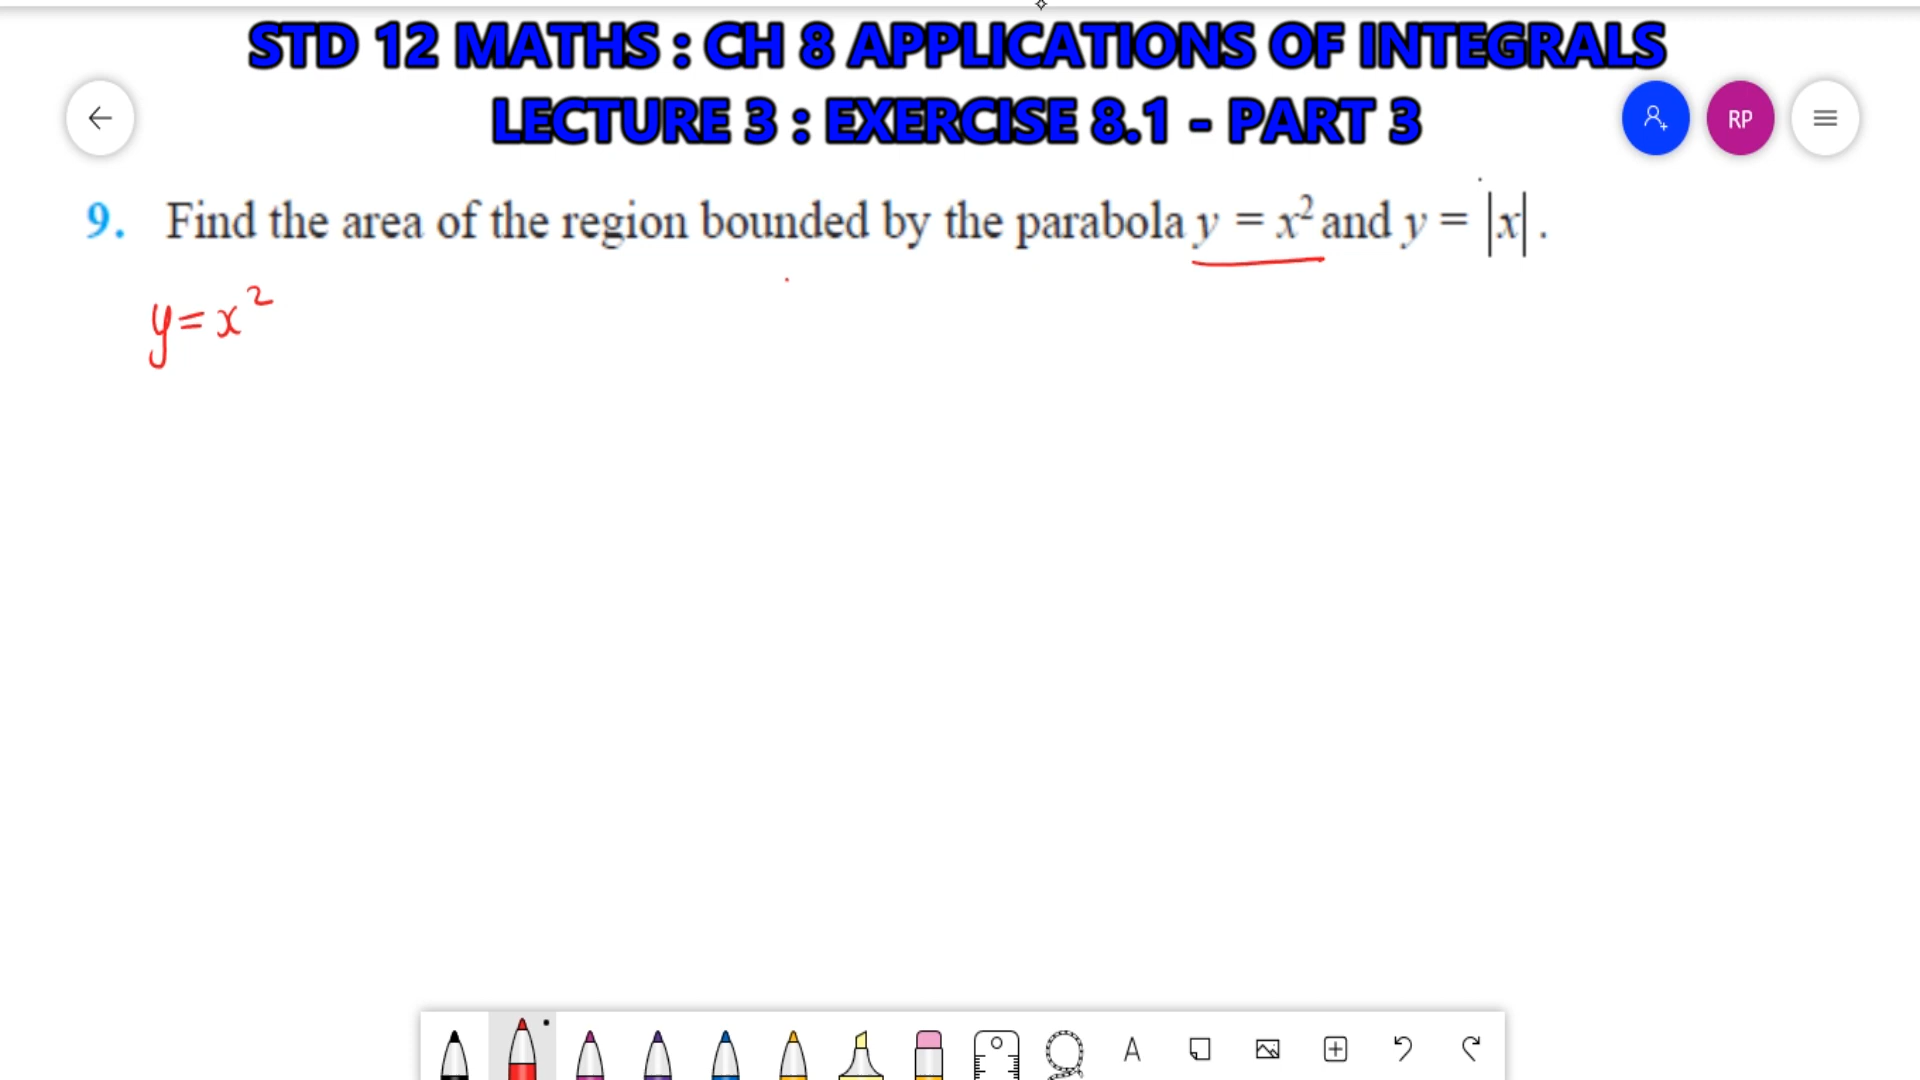 STD 12 MATHS : CH 8 APPLICATIONS OF INTEGRALS
LECTURE 3 : EXERCISE 8.1 - PART 3
RP
9. Find the area of the region bounded by the parabola y = x² and y = |x| .
y = x²
A